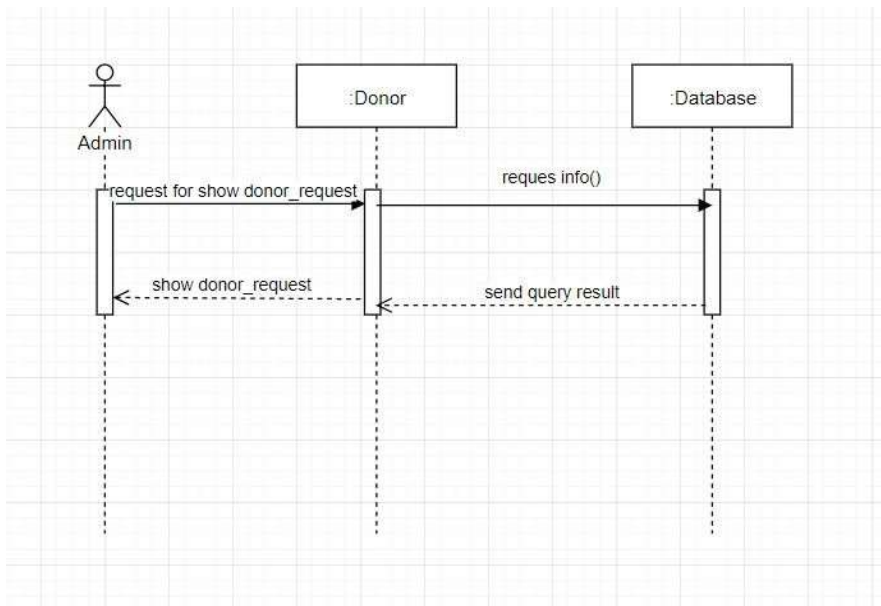 :Donor
:Database
Admin
request for show donor_request
reques info()
show donor_request
send query result